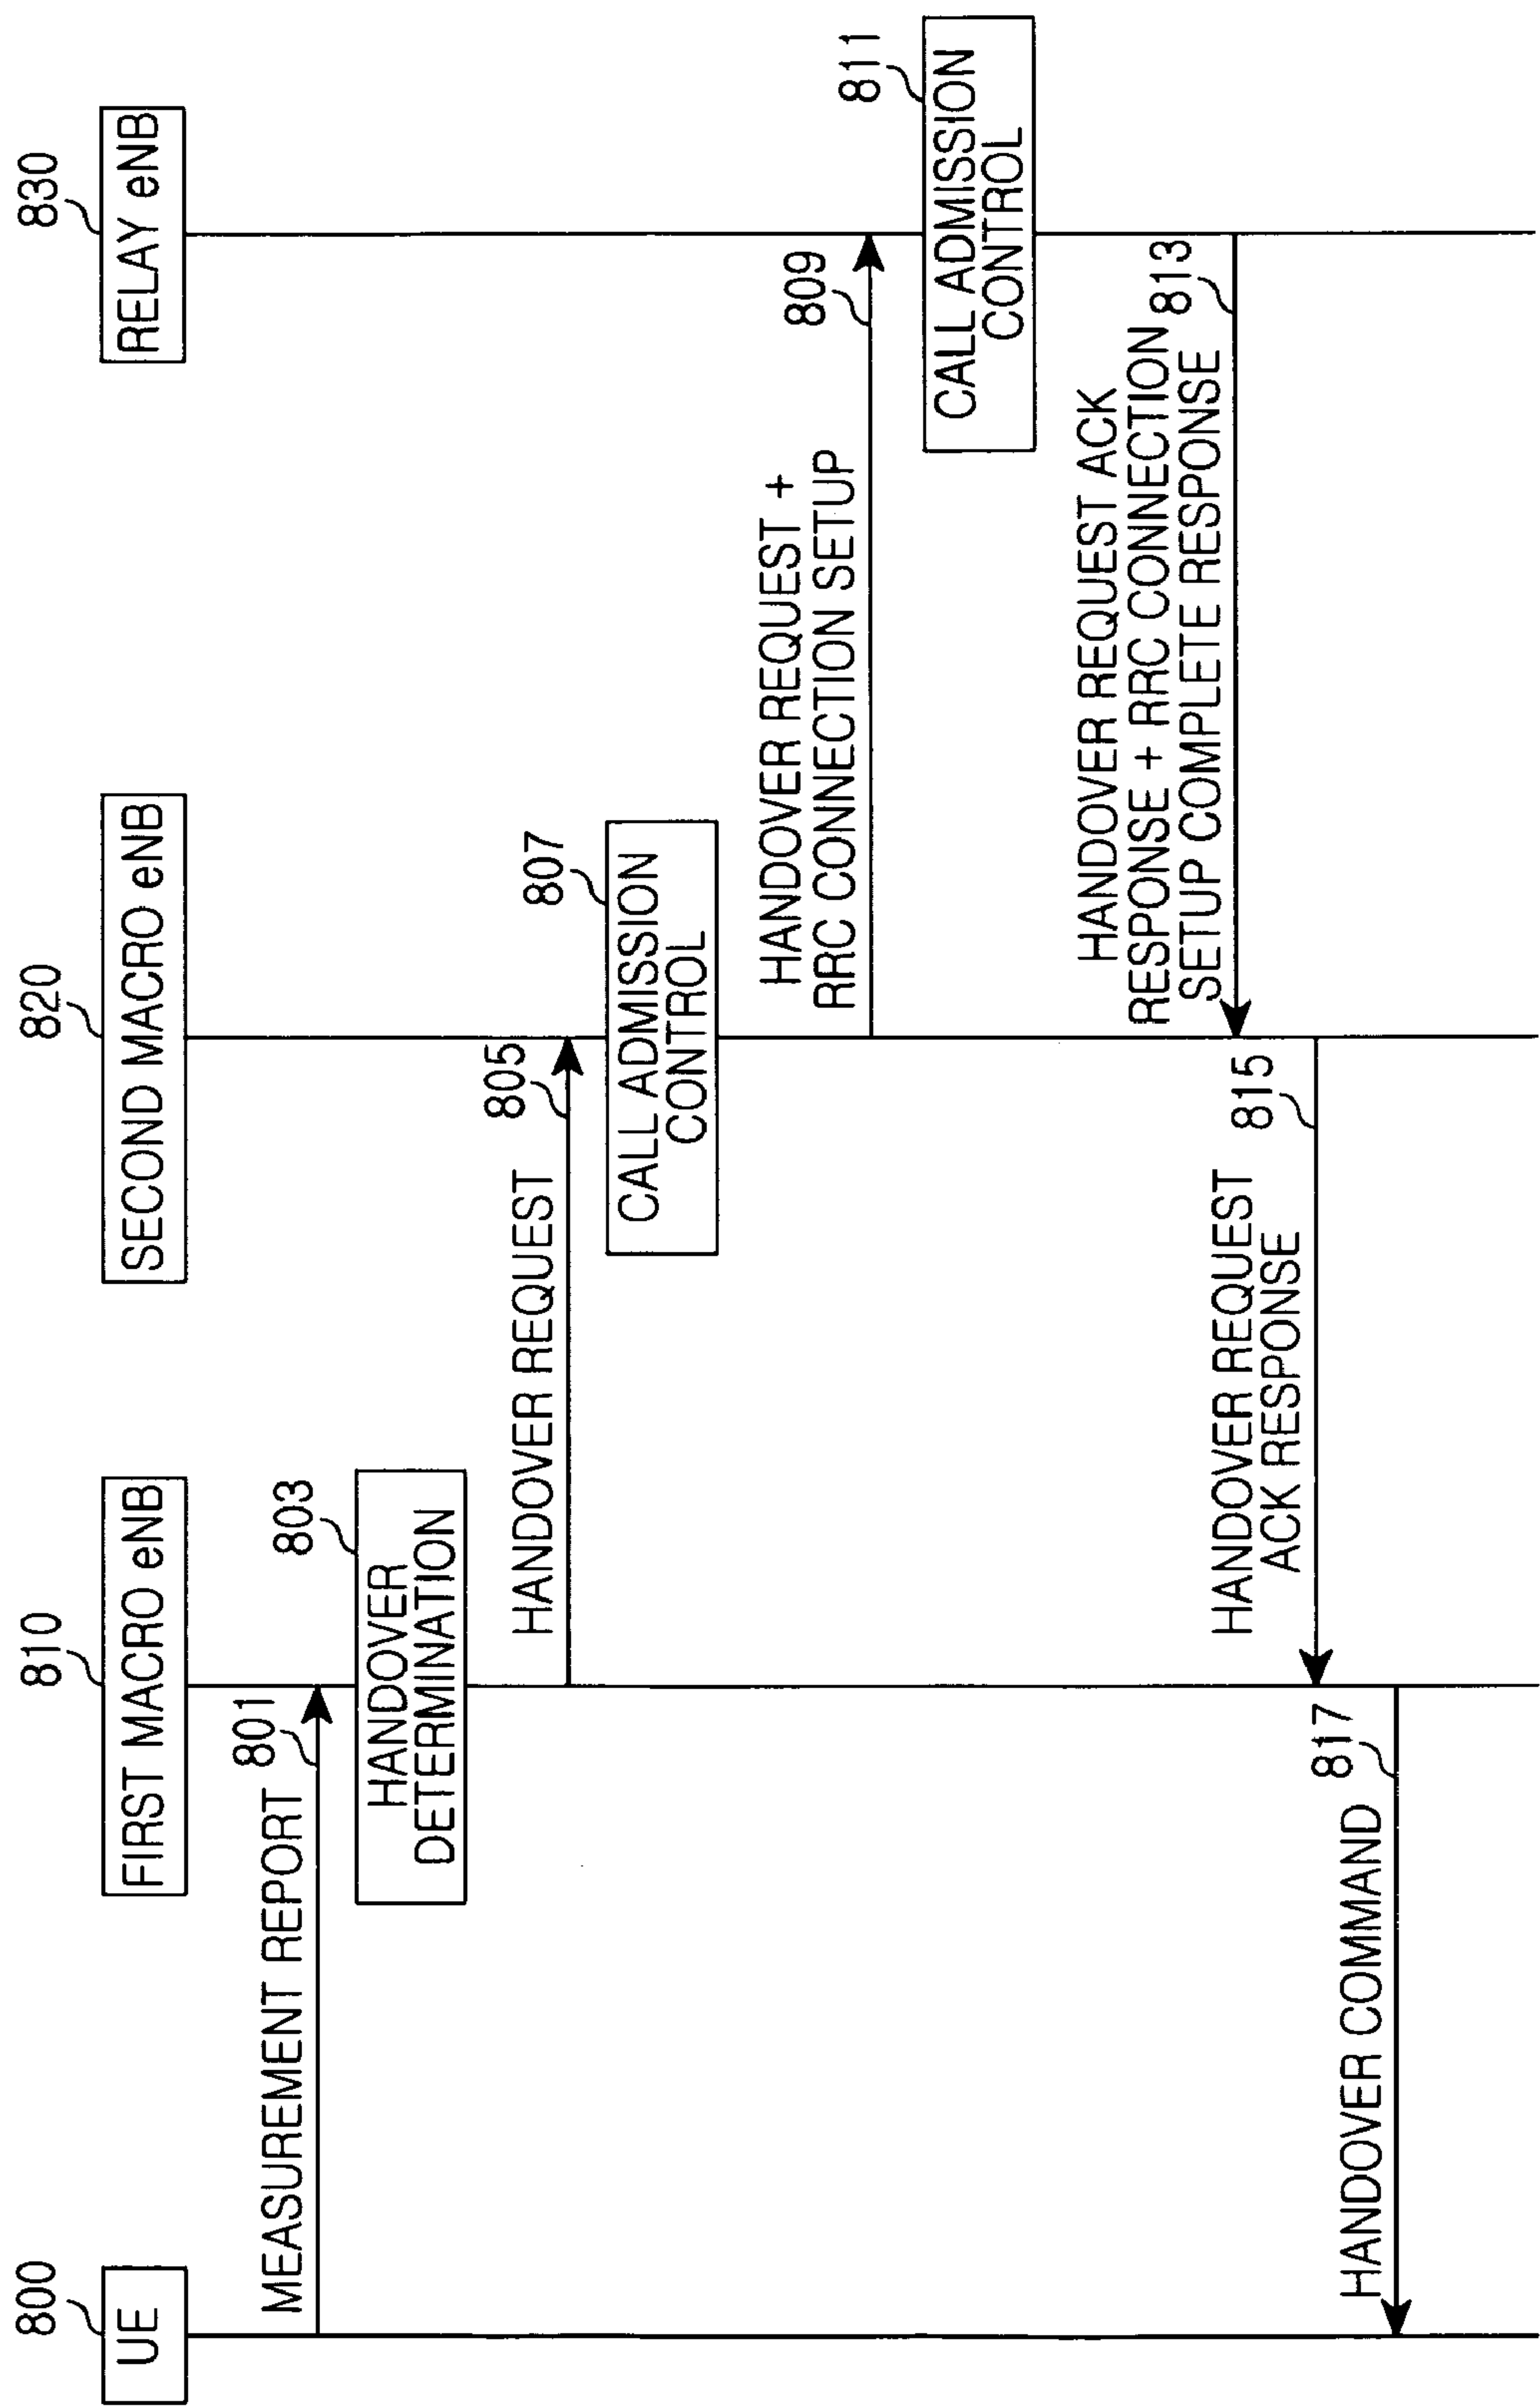 800
UE
810
FIRST MACRO eNB
820
SECOND MACRO eNB
830
RELAY eNB
MEASUREMENT REPORT
801
803
HANDOVER
DETERMINATION
HANDOVER REQUEST
805
807
CALL ADMISSION
CONTROL
HANDOVER REQUEST +
RRC CONNECTION SETUP
809
811
CALL ADMISSION
CONTROL
HANDOVER REQUEST ACK
RESPONSE + RRC CONNECTION
SETUP COMPLETE RESPONSE
813
HANDOVER REQUEST
ACK RESPONSE
815
HANDOVER COMMAND
817